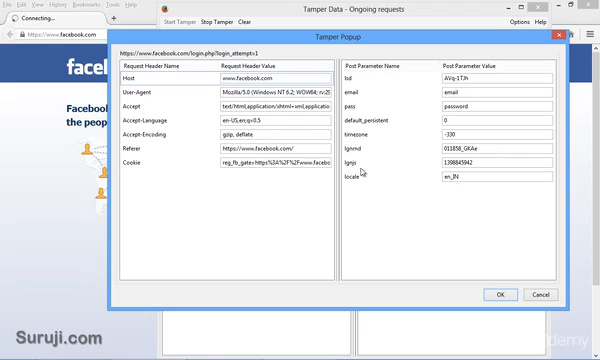 File Edit View History Bookmarks Tools Help
Connecting...
https://www.facebook.com
Tamper Data - Ongoing requests
Start Tamper Stop Tamper Clear
Options Help
Tamper Popup
https://www.facebook.com/login.php?login_attempt=1
Request Header Name Request Header Value
Host www.facebook.com
User-Agent Mozilla/5.0 (Windows NT 6.2; WOW64; rv:25
Accept text/html,application/xhtml+xml,application
Accept-Language en-US,en;q=0.5
Accept-Encoding gzip, deflate
Referer https://www.facebook.com/
Cookie reg_fb_gate=https%3A%2F%2Fwww.facebo
Post Parameter Name Post Parameter Value
lsd AVq-1TJh
email email
pass password
default_persistent 0
timezone -330
lgnrnd 011858_GKAe
lgnjs 1398845942
locale en_IN
OK Cancel
faceb
Facebook
the people
Suruji.com